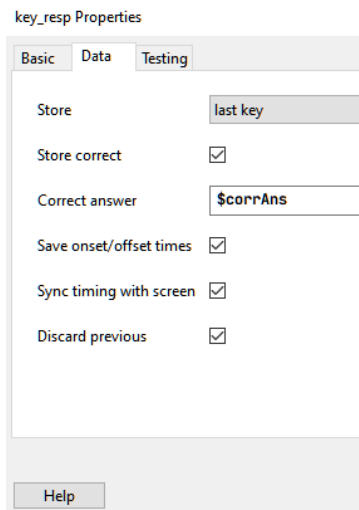 key_resp Properties
Basic Data Testing
Store last key
Store correct
Correct answer $corrAns
Save onset/offset times
Sync timing with screen
Discard previous
Help